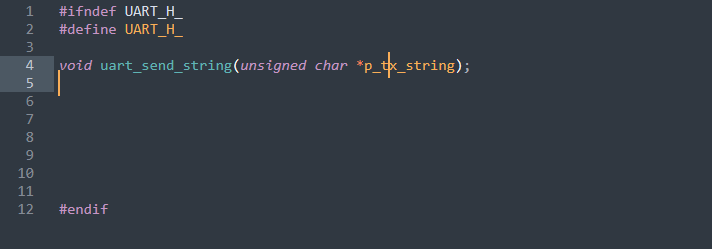 1 #ifndef UART_H_
2 #define UART_H_
3
4 void uart_send_string(unsigned char *p_tx_string);
5
6
7
8
9
10
11
12 #endif